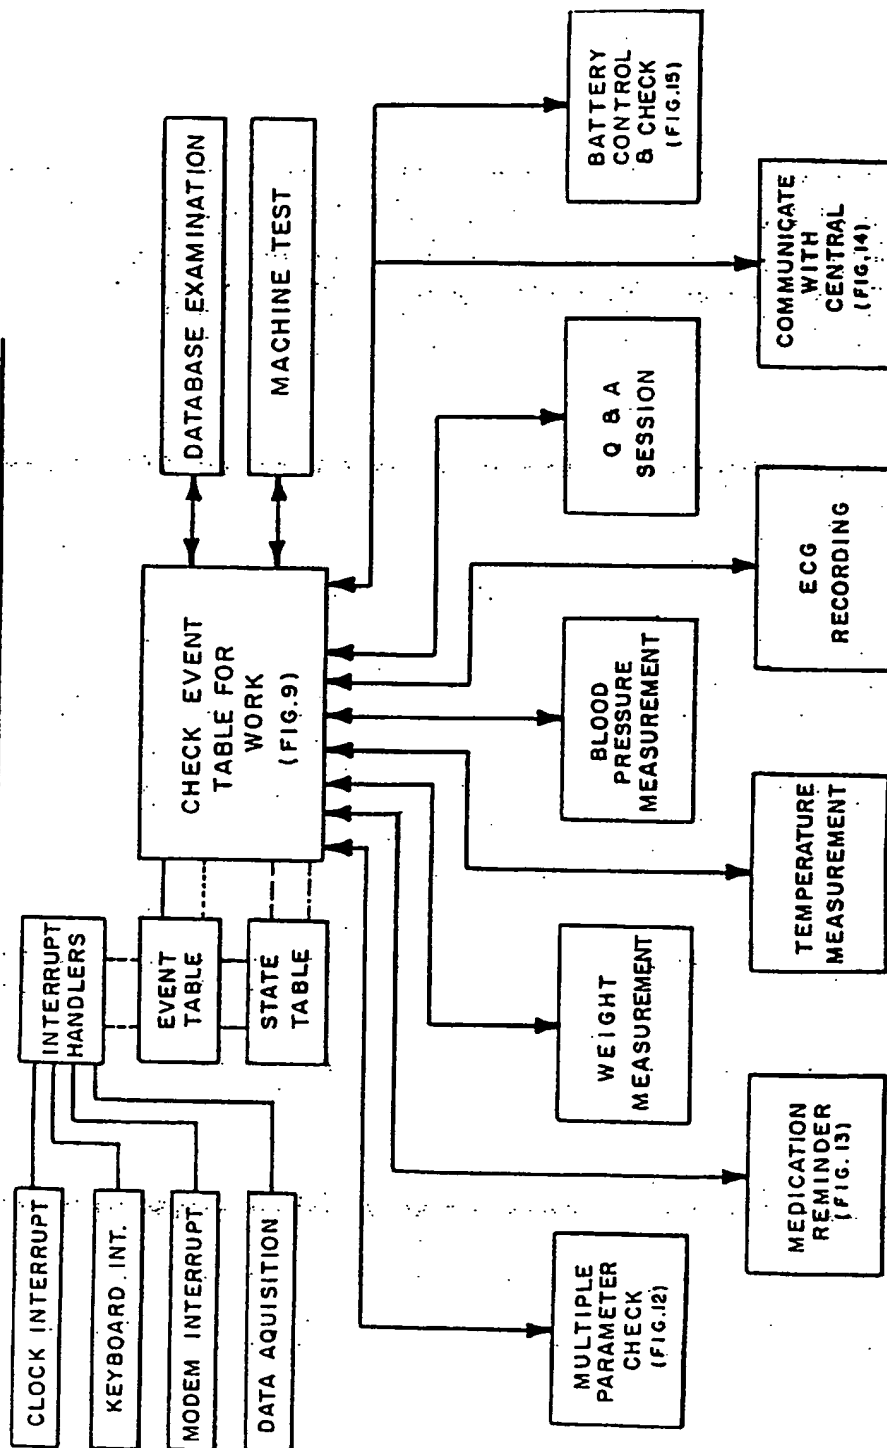 CLOCK INTERRUPT
KEYBOARD INT.
MODEM INTERRUPT
DATA AQUISITION
INTERRUPT
HANDLERS
EVENT
TABLE
STATE
TABLE
CHECK EVENT
TABLE FOR
WORK
(FIG.9)
DATABASE EXAMINATION
MACHINE TEST
MULTIPLE
PARAMETER
CHECK
(FIG.12)
MEDICATION
REMINDER
(FIG.13)
WEIGHT
MEASUREMENT
TEMPERATURE
MEASUREMENT
BLOOD
PRESSURE
MEASUREMENT
ECG
RECORDING
Q & A
SESSION
COMMUNICATE
WITH
CENTRAL
(FIG.14)
BATTERY
CONTROL
& CHECK
(FIG.15)